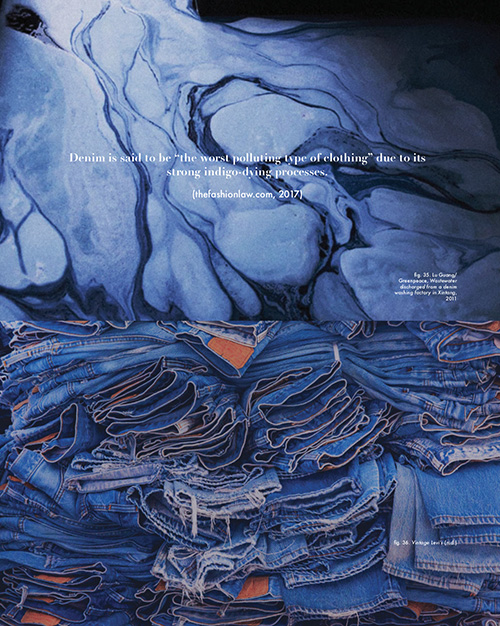 Denim is said to be “the worst polluting type of clothing” due to its
strong indigo-dying processes.
(thefashionlaw.com, 2017)
fig. 35. Lu Guang/
Greenpeace, Wastewater
discharged from a denim
washing factory in Xintang,
2011
fig. 36. Vintage Levi's (n.d.)